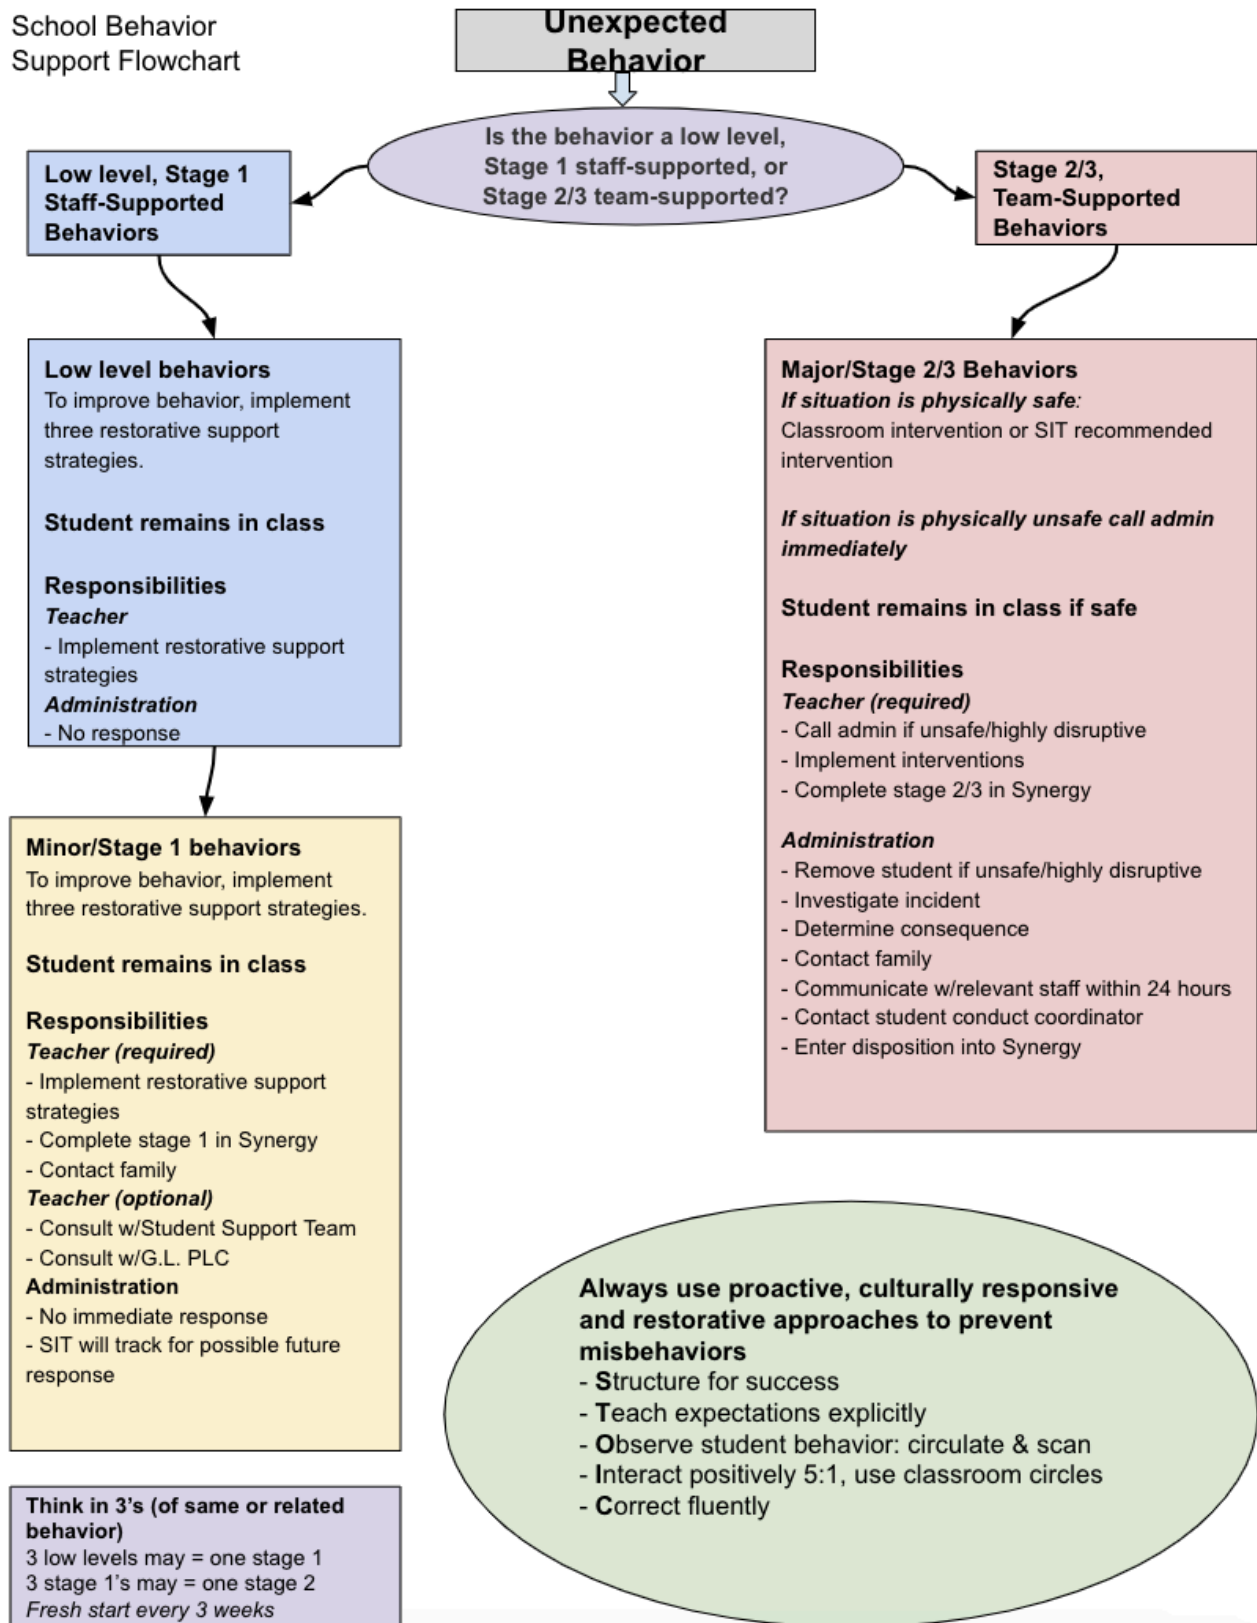 School Behavior
Support Flowchart
Unexpected
Behavior
Is the behavior a low level,
Stage 1 staff-supported, or
Stage 2/3 team-supported?
Low level, Stage 1
Staff-Supported
Behaviors
Stage 2/3,
Team-Supported
Behaviors
Low level behaviors
To improve behavior, implement
three restorative support
strategies.
Student remains in class
Responsibilities
Teacher
- Implement restorative support
strategies
Administration
- No response
Minor/Stage 1 behaviors
To improve behavior, implement
three restorative support strategies.
Student remains in class
Responsibilities
Teacher (required)
- Implement restorative support
strategies
- Complete stage 1 in Synergy
- Contact family
Teacher (optional)
- Consult w/Student Support Team
- Consult w/G.L. PLC
Administration
- No immediate response
- SIT will track for possible future
response
Think in 3's (of same or related
behavior)
3 low levels may = one stage 1
3 stage 1's may = one stage 2
Fresh start every 3 weeks
Major/Stage 2/3 Behaviors
If situation is physically safe:
Classroom intervention or SIT recommended
intervention
If situation is physically unsafe call admin
immediately
Student remains in class if safe
Responsibilities
Teacher (required)
- Call admin if unsafe/highly disruptive
- Implement interventions
- Complete stage 2/3 in Synergy
Administration
- Remove student if unsafe/highly disruptive
- Investigate incident
- Determine consequence
- Contact family
- Communicate w/relevant staff within 24 hours
- Contact student conduct coordinator
- Enter disposition into Synergy
Always use proactive, culturally responsive
and restorative approaches to prevent
misbehaviors
- Structure for success
- Teach expectations explicitly
- Observe student behavior: circulate & scan
- Interact positively 5:1, use classroom circles
- Correct fluently